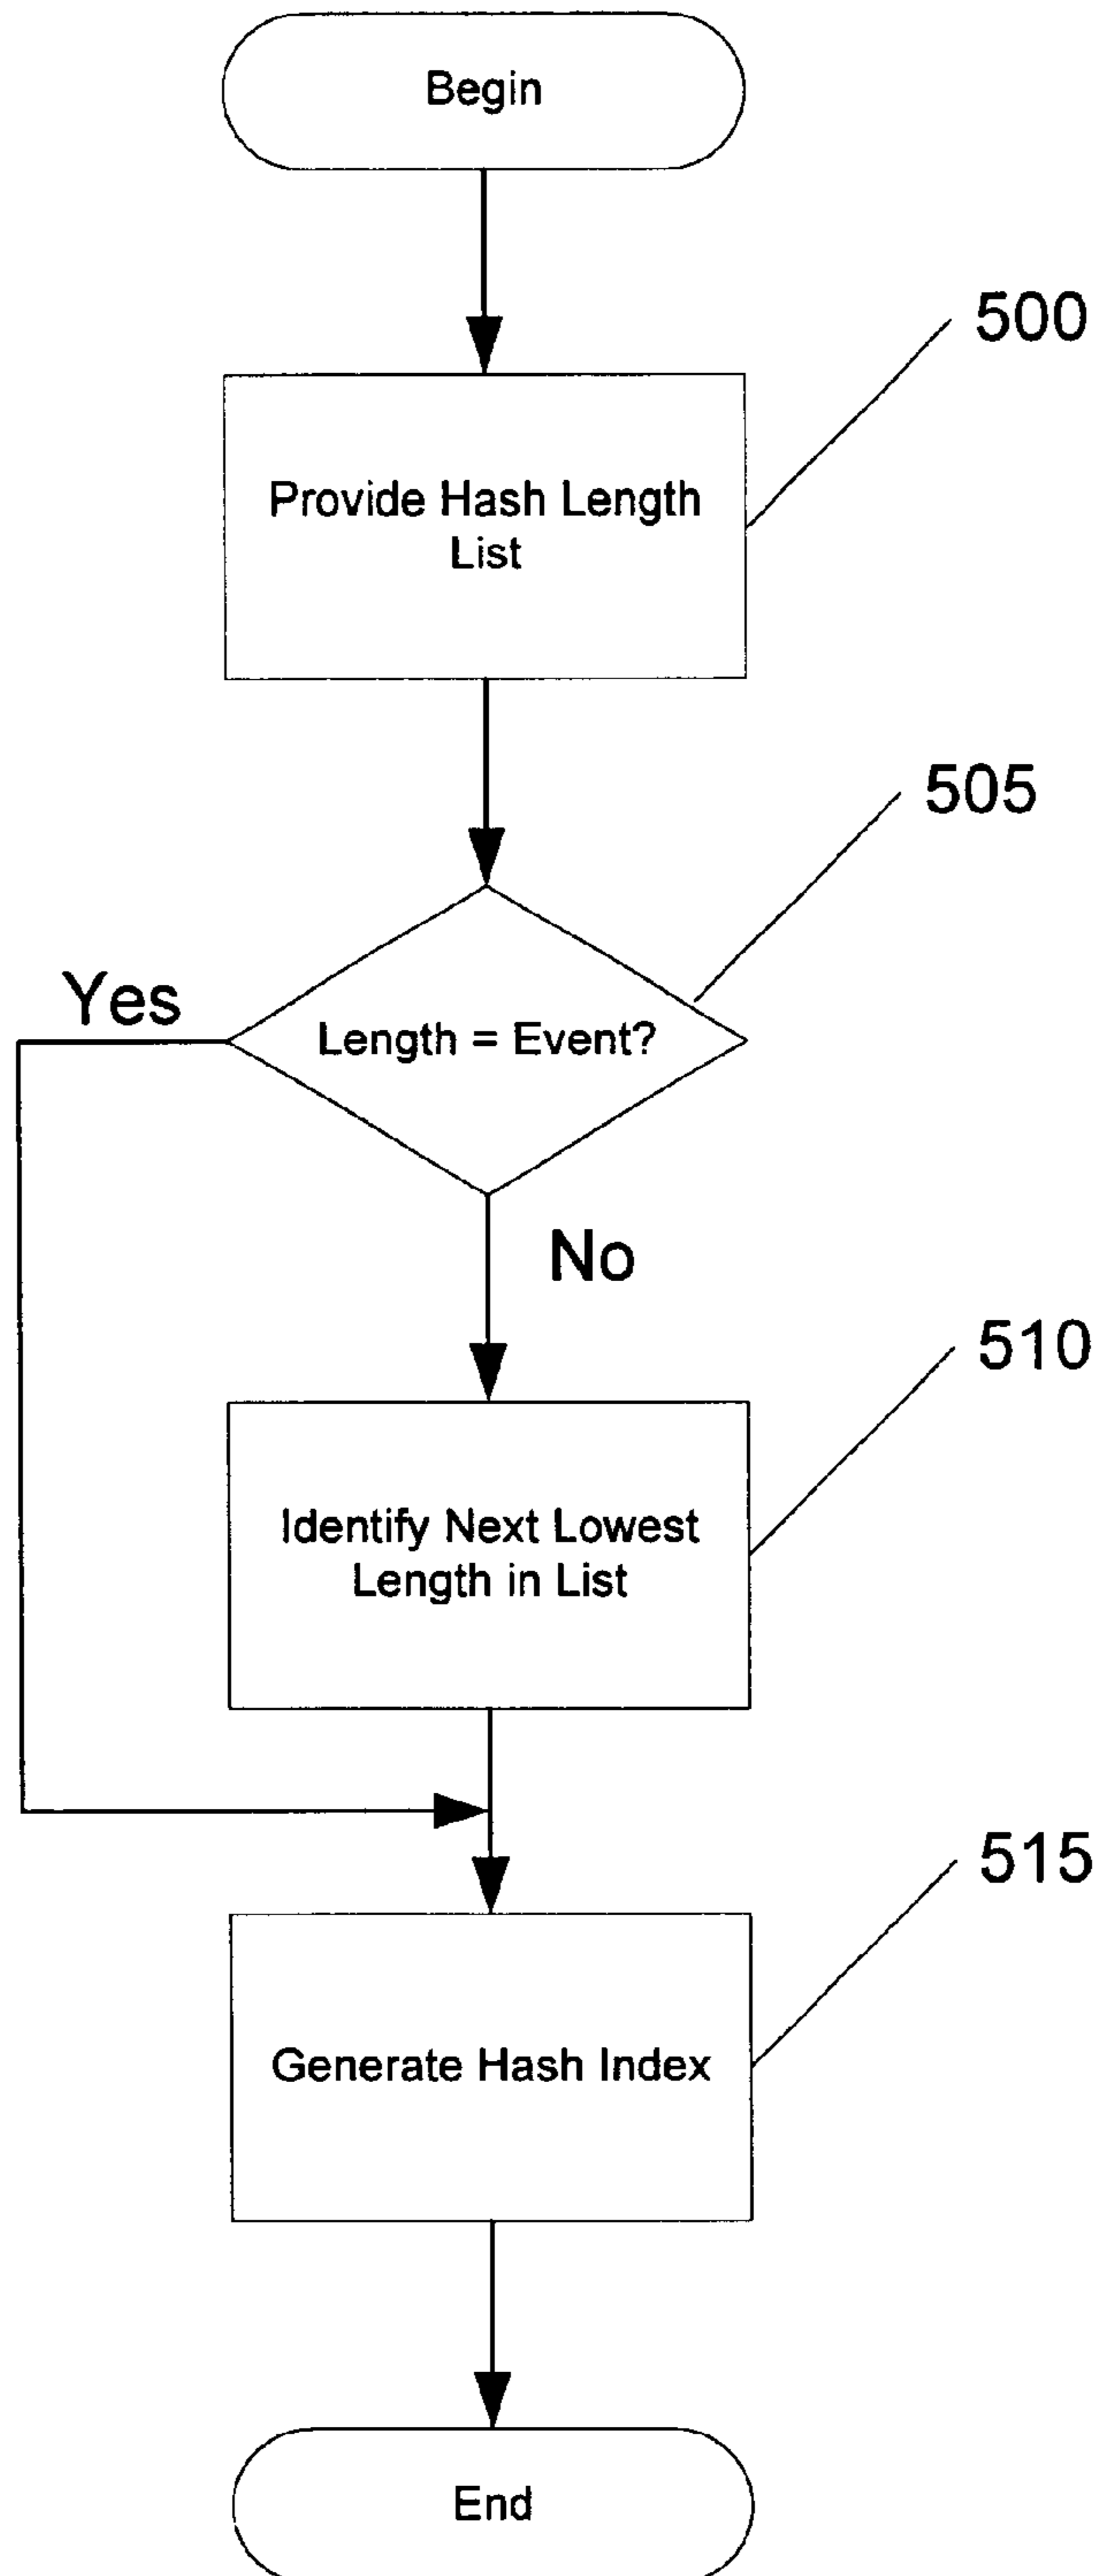 Begin
500
Provide Hash Length
List
505
Yes
Length = Event?
No
510
Identify Next Lowest
Length in List
515
Generate Hash Index
End